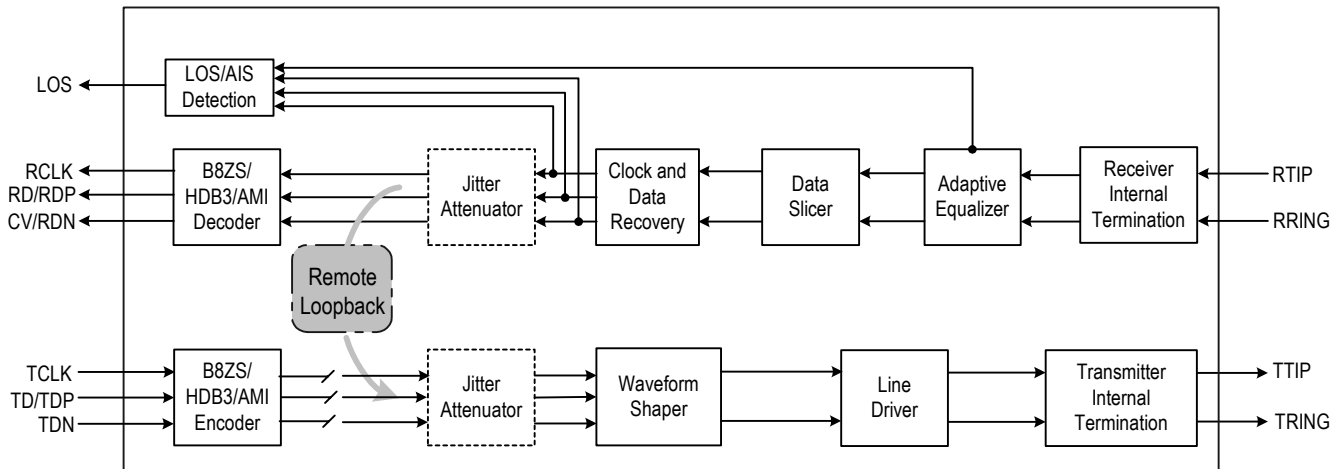 LOS
LOS/AIS
Detection
RCLK
RD/RDP
CV/RDN
B8ZS/
HDB3/AMI
Decoder
Jitter
Attenuator
Clock and
Data
Recovery
Data
Slicer
Adaptive
Equalizer
Receiver
Internal
Termination
RTIP
RRING
Remote
Loopback
TCLK
TD/TDP
TDN
B8ZS/
HDB3/AMI
Encoder
Jitter
Attenuator
Waveform
Shaper
Line
Driver
Transmitter
Internal
Termination
TTIP
TRING